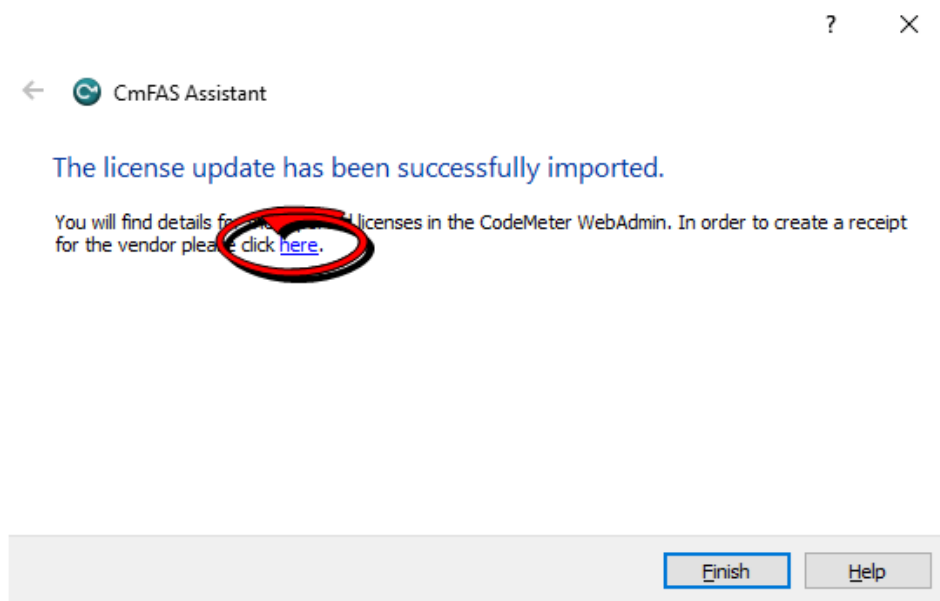 ?
CmFAS Assistant
The license update has been successfully imported.
You will find details licenses in the CodeMeter WebAdmin. In order to create a receipt
for the vendor please click here.
Finish
Help